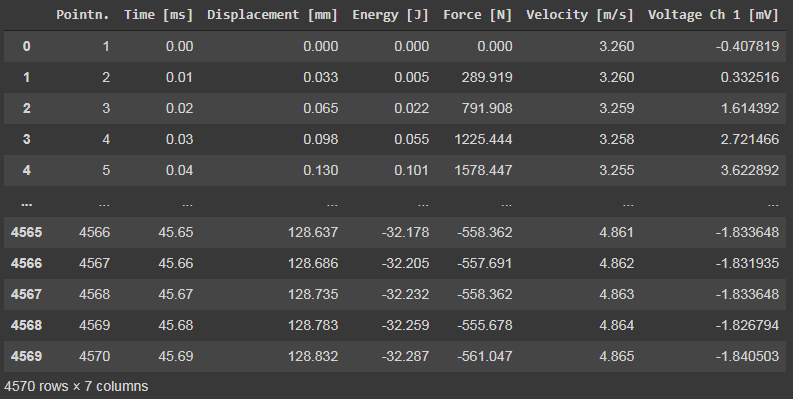 Pointn. Time [ms] Displacement [mm] Energy [J] Force [N] Velocity [m/s] Voltage Ch 1 [mV]
0 1 0.00 0.000 0.000 0.000 3.260 -0.407819
1 2 0.01 0.033 0.005 289.919 3.260 0.332516
2 3 0.02 0.065 0.022 791.908 3.259 1.614392
3 4 0.03 0.098 0.055 1225.444 3.258 2.721466
4 5 0.04 0.130 0.101 1578.447 3.255 3.622892
... ... ... ... ... ... ... ...
4565 4566 45.65 128.637 -32.178 -558.362 4.861 -1.833648
4566 4567 45.66 128.686 -32.205 -557.691 4.862 -1.831935
4567 4568 45.67 128.735 -32.232 -558.362 4.863 -1.833648
4568 4569 45.68 128.783 -32.259 -555.678 4.864 -1.826794
4569 4570 45.69 128.832 -32.287 -561.047 4.865 -1.840503
4570 rows × 7 columns